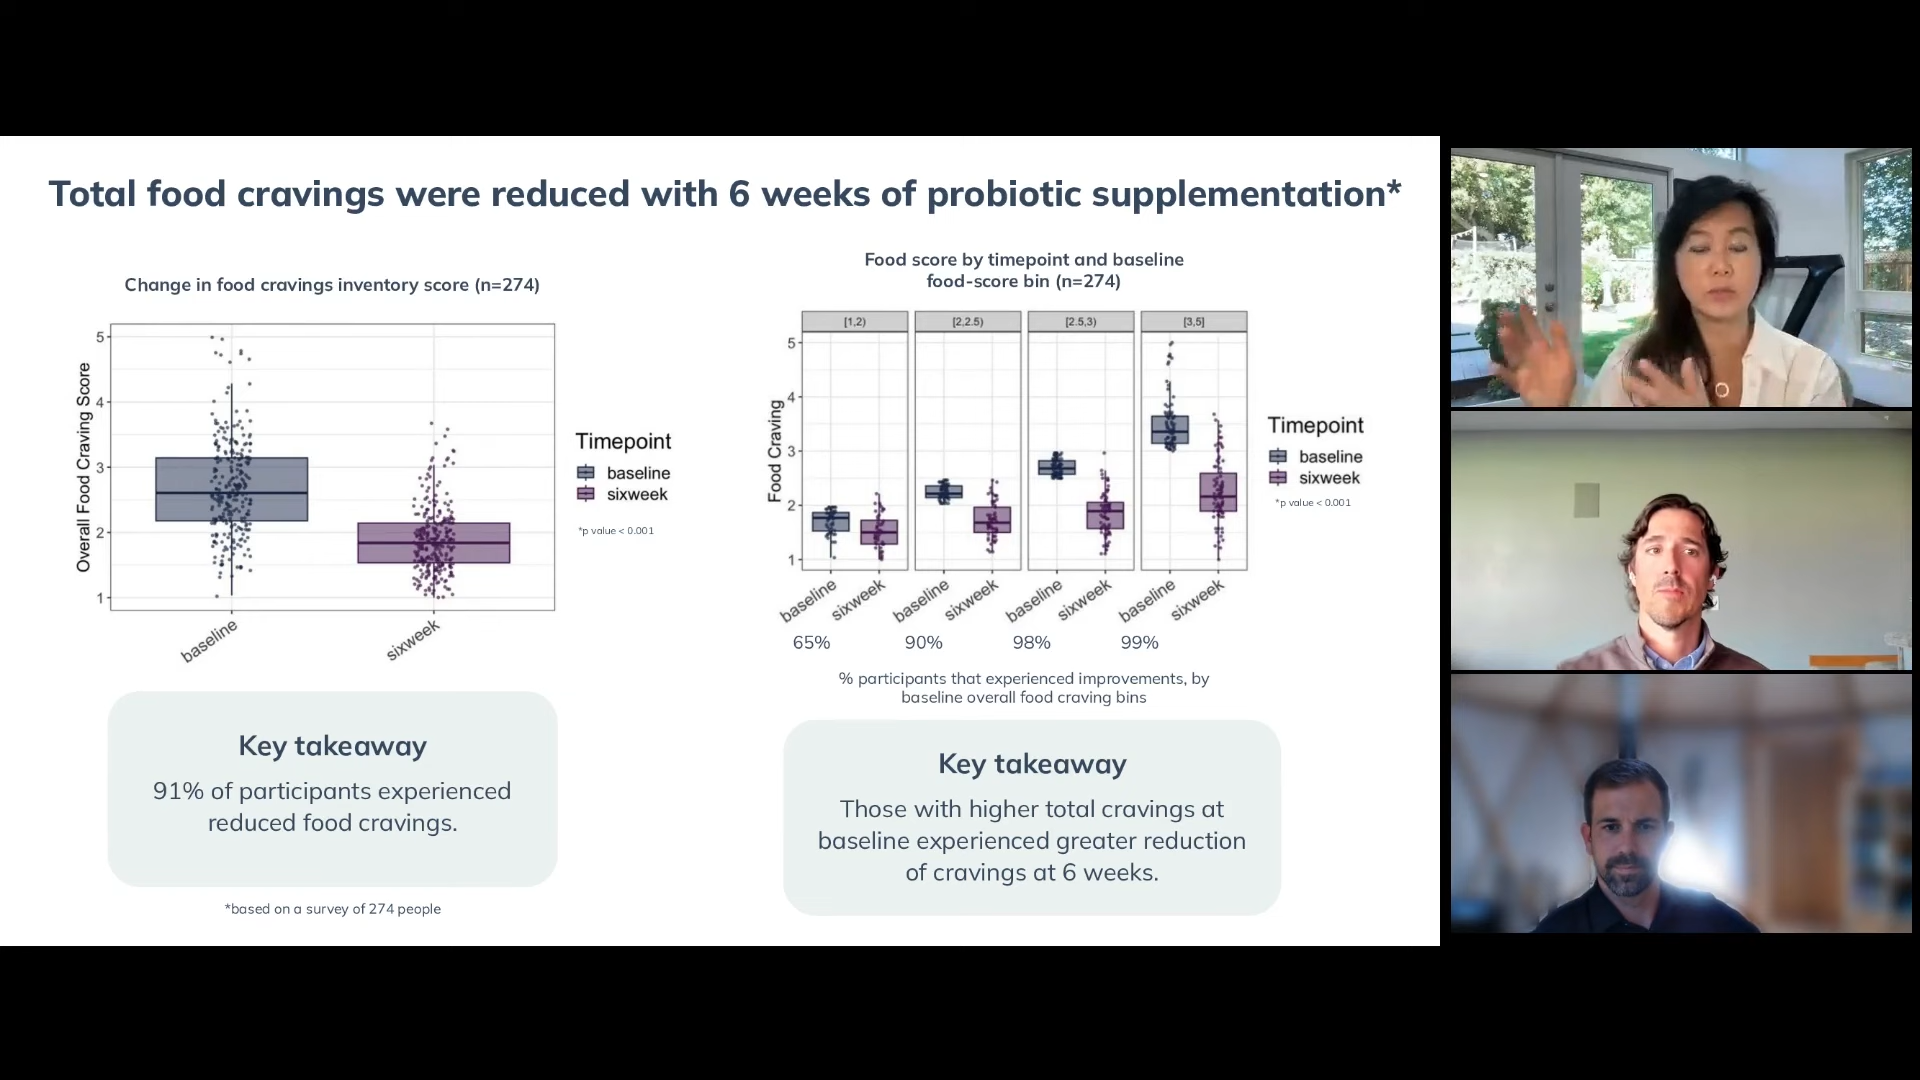 Total food cravings were reduced with 6 weeks of probiotic supplementation*
Change in food cravings inventory score (n=274)
Overall Food Craving Score
5
4
3
2
1
baseline
sixweek
Timepoint
baseline
sixweek
*p value < 0.001
Key takeaway
91% of participants experienced
reduced food cravings.
*based on a survey of 274 people
Food score by timepoint and baseline
food-score bin (n=274)
[1,2)
[2,2.5)
[2.5,3)
[3,5]
Food Craving
5
4
3
2
1
baseline
sixweek
baseline
sixweek
baseline
sixweek
baseline
sixweek
65%
90%
98%
99%
% participants that experienced improvements, by
baseline overall food craving bins
Timepoint
baseline
sixweek
*p value < 0.001
Key takeaway
Those with higher total cravings at
baseline experienced greater reduction
of cravings at 6 weeks.